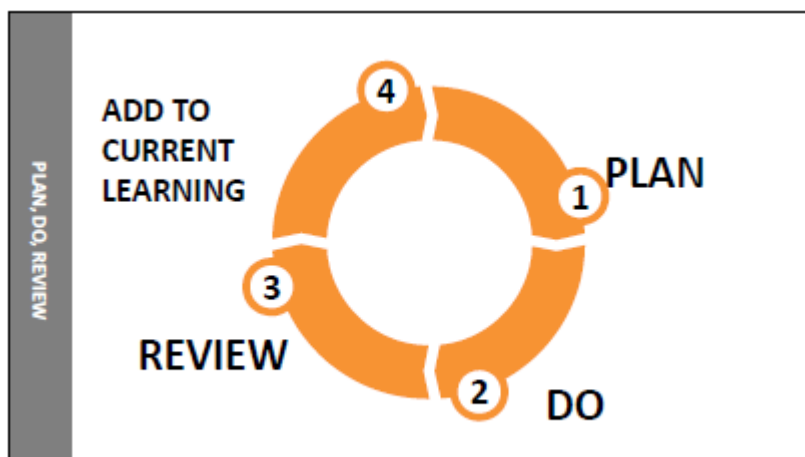 PLAN, DO, REVIEW
4
ADD TO
CURRENT
LEARNING
1
PLAN
3
REVIEW
2
DO